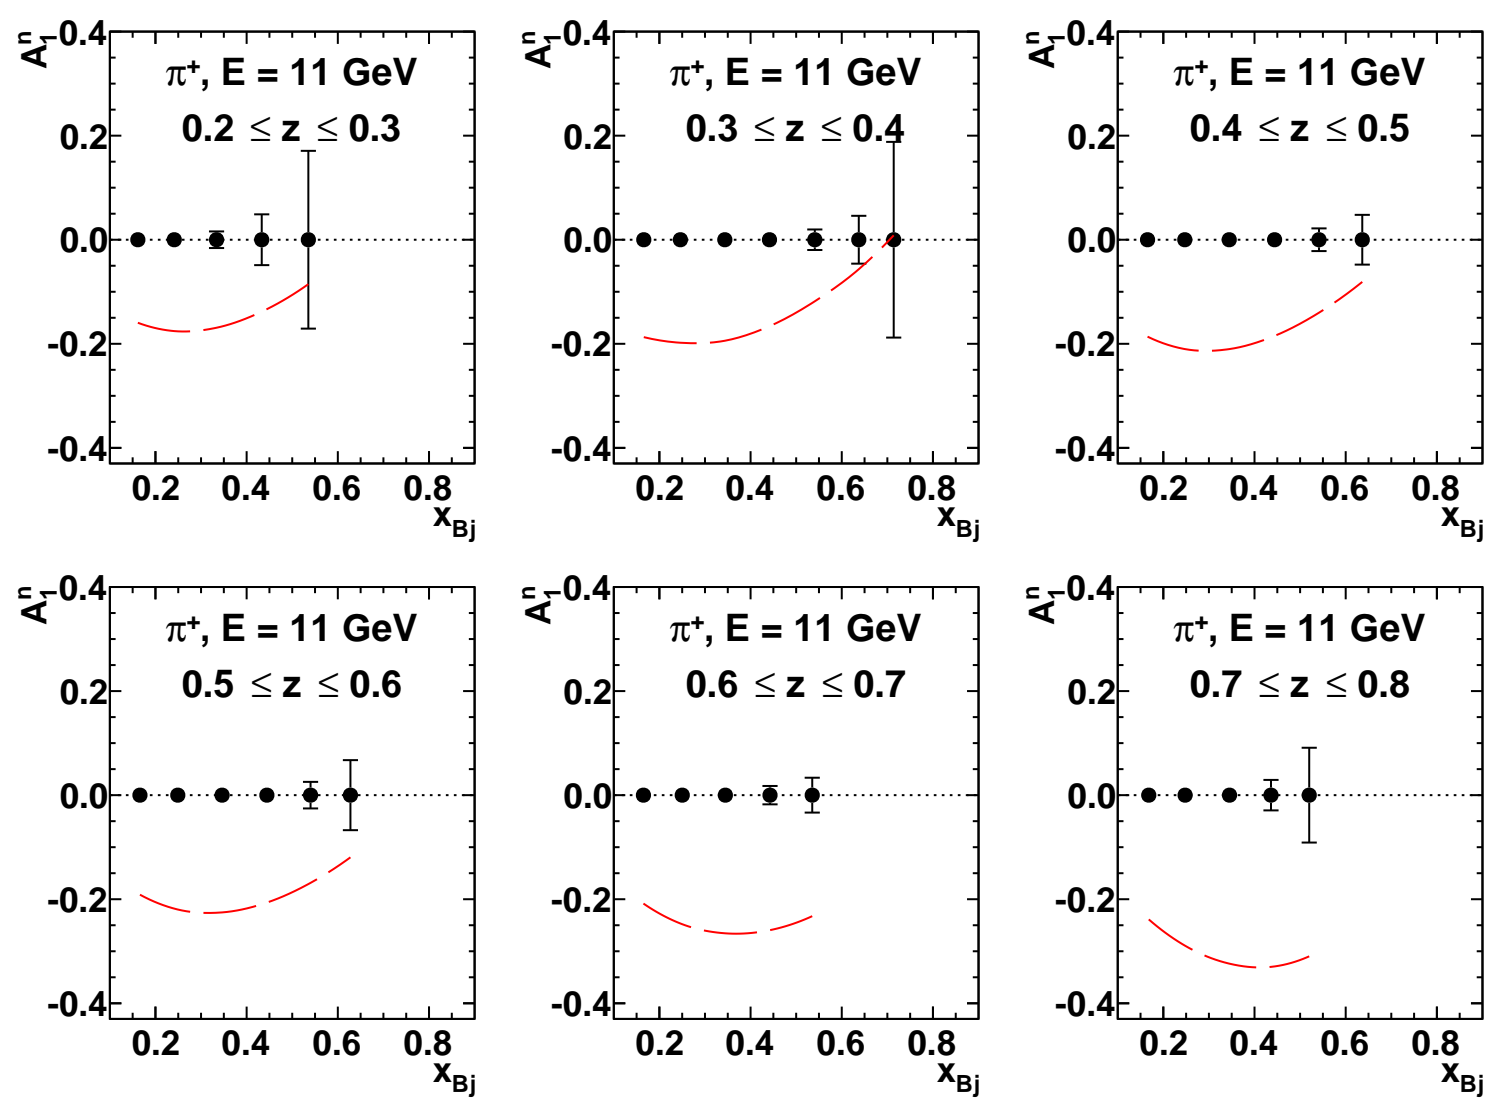 A₁ⁿ
0.4
π⁺, E = 11 GeV
0.2 ≤ z ≤ 0.3
0.2
0.0
-0.2
-0.4
0.2 0.4 0.6 0.8
x_Bj
A₁ⁿ
0.4
π⁺, E = 11 GeV
0.3 ≤ z ≤ 0.4
0.2
0.0
-0.2
-0.4
0.2 0.4 0.6 0.8
x_Bj
A₁ⁿ
0.4
π⁺, E = 11 GeV
0.4 ≤ z ≤ 0.5
0.2
0.0
-0.2
-0.4
0.2 0.4 0.6 0.8
x_Bj
A₁ⁿ
0.4
π⁺, E = 11 GeV
0.5 ≤ z ≤ 0.6
0.2
0.0
-0.2
-0.4
0.2 0.4 0.6 0.8
x_Bj
A₁ⁿ
0.4
π⁺, E = 11 GeV
0.6 ≤ z ≤ 0.7
0.2
0.0
-0.2
-0.4
0.2 0.4 0.6 0.8
x_Bj
A₁ⁿ
0.4
π⁺, E = 11 GeV
0.7 ≤ z ≤ 0.8
0.2
0.0
-0.2
-0.4
0.2 0.4 0.6 0.8
x_Bj